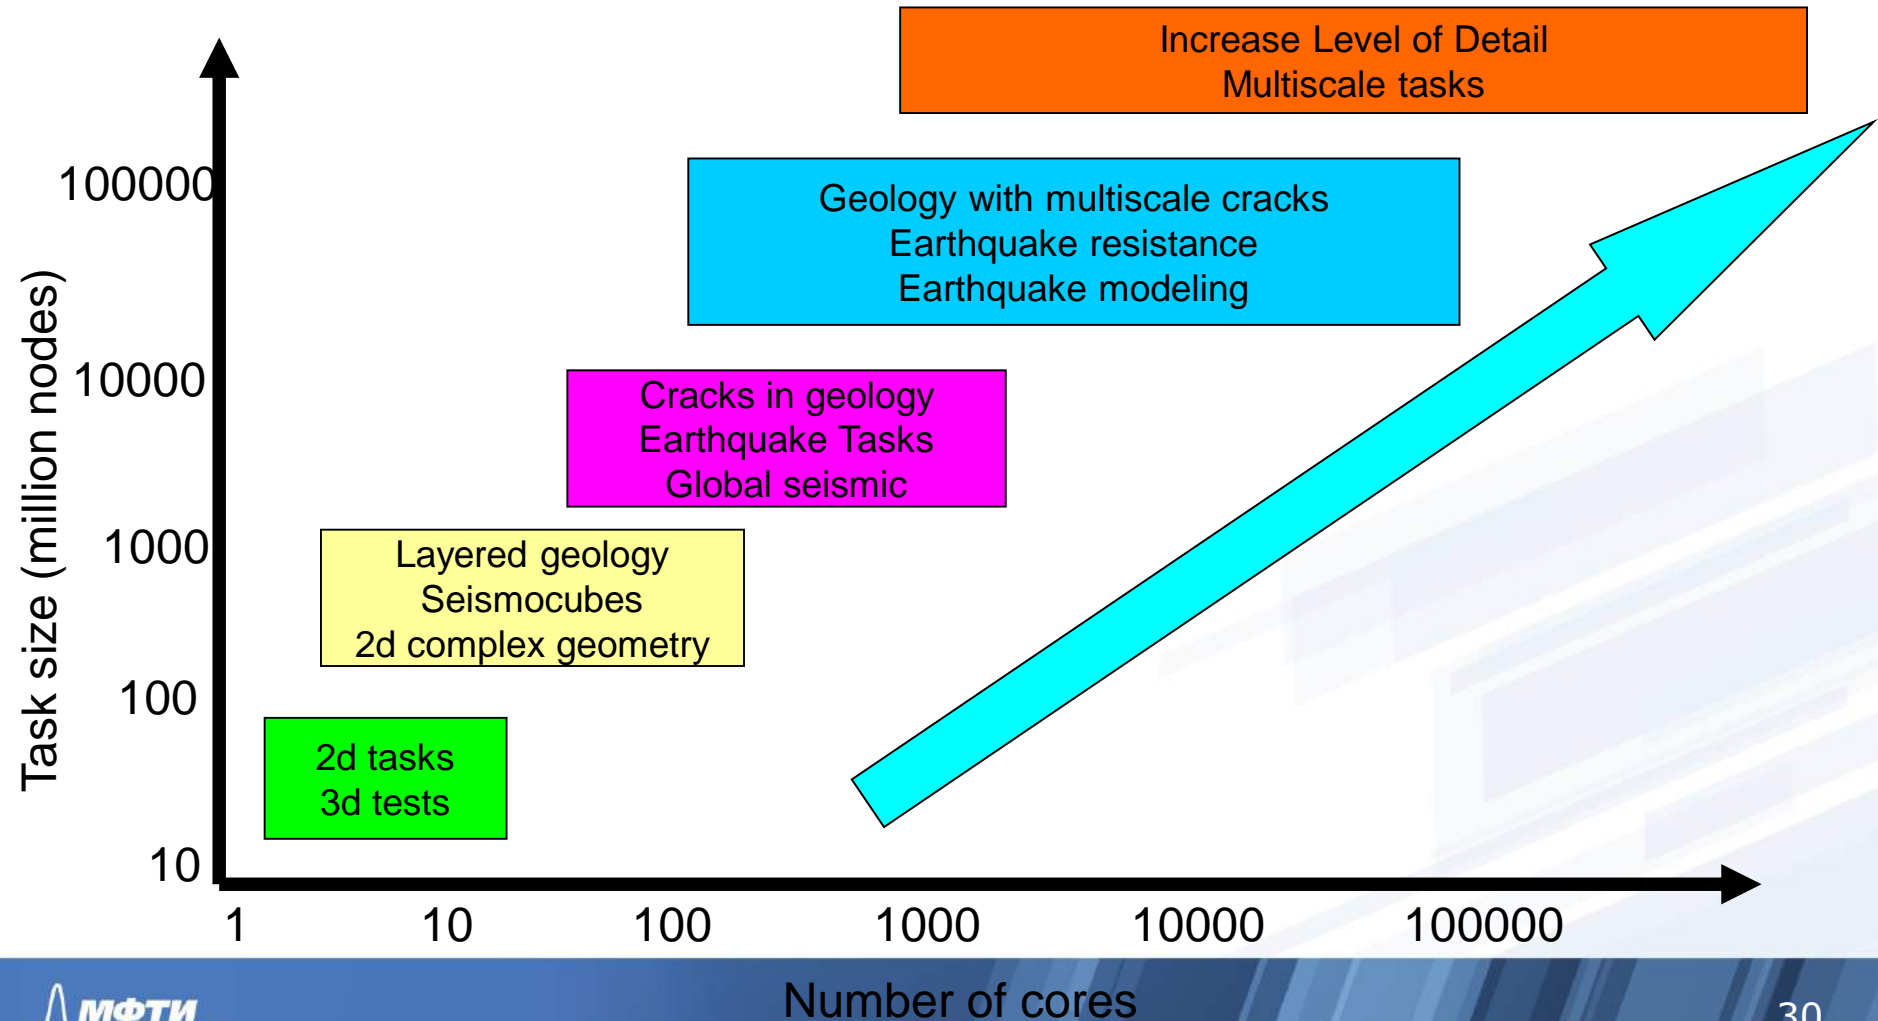 Increase Level of Detail
Multiscale tasks
Geology with multiscale cracks
Earthquake resistance
Earthquake modeling
Cracks in geology
Earthquake Tasks
Global seismic
Layered geology
Seismocubes
2d complex geometry
2d tasks
3d tests
Task size (million nodes)
100000
10000
1000
100
10
1
10
100
1000
10000
100000
Number of cores
МФТИ
30